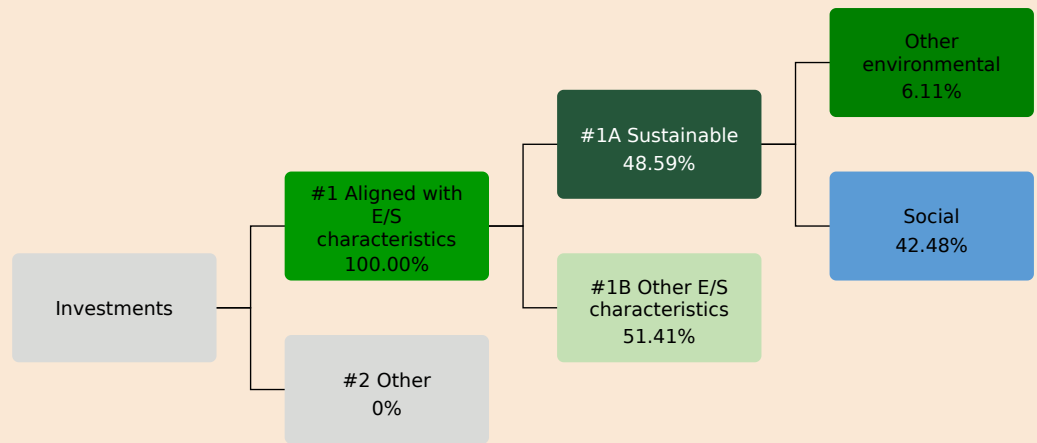 Investments
#1 Aligned with
E/S
characteristics
100.00%
#2 Other
0%
#1A Sustainable
48.59%
#1B Other E/S
characteristics
51.41%
Other
environmental
6.11%
Social
42.48%